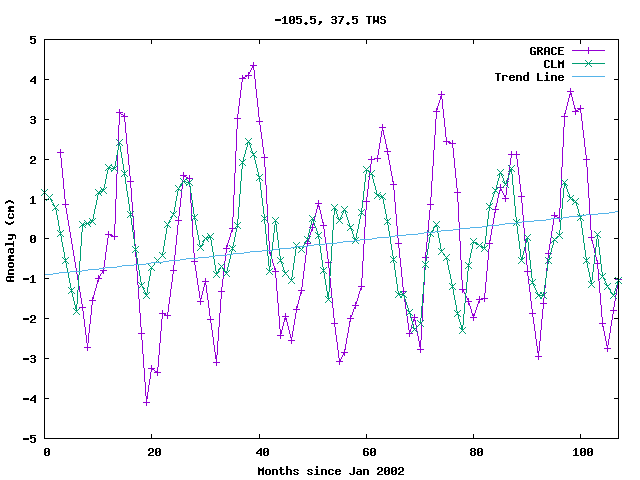 -105.5, 37.5 TWS
GRACE
CLM
Trend Line
5
4
3
2
1
0
-1
-2
-3
-4
-5
Anomaly (cm)
0 20 40 60 80 100
Months since Jan 2002